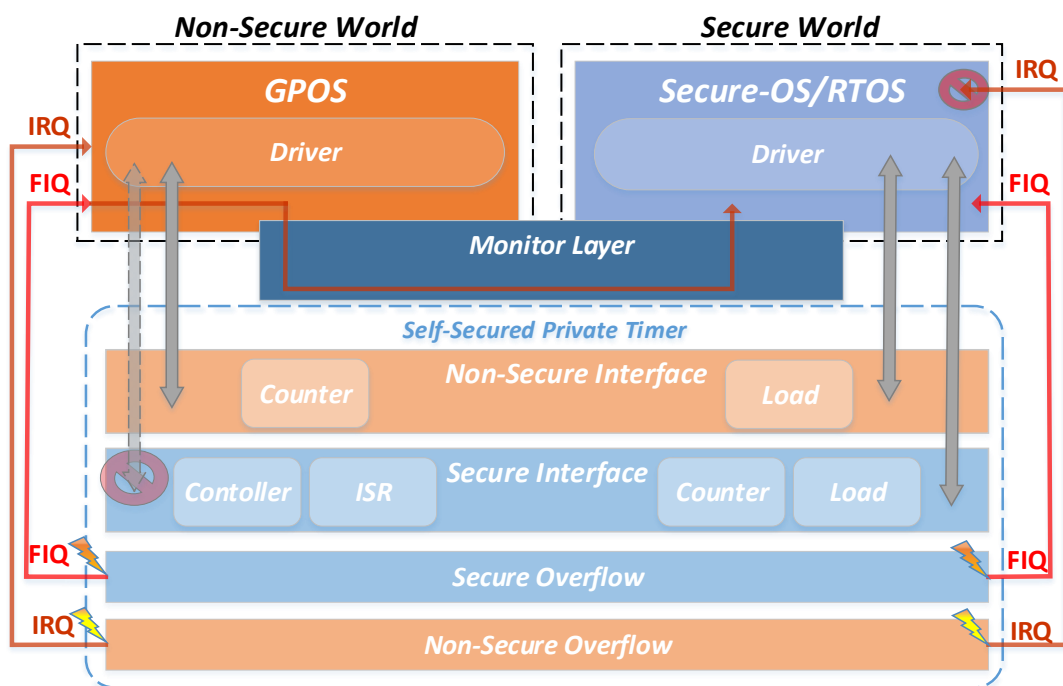 Non-Secure World
Secure World
GPOS
Secure-OS/RTOS
IRQ
IRQ
Driver
Driver
FIQ
FIQ
Monitor Layer
Self-Secured Private Timer
Non-Secure Interface
Counter
Load
Secure Interface
Contoller
ISR
Counter
Load
FIQ
Secure Overflow
FIQ
IRQ
Non-Secure Overflow
IRQ